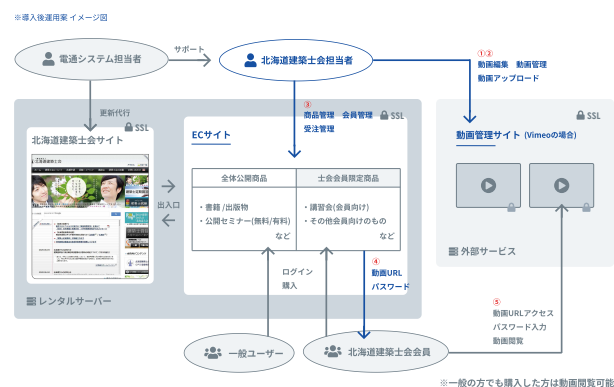 ※導入後運用案 イメージ図
電通システム担当者
サポート
北海道建築士会担当者
①②
動画編集　動画管理
動画アップロード
更新代行
SSL
北海道建築士会サイト
③
商品管理　会員管理
受注管理
SSL
ECサイト
SSL
動画管理サイト (Vimeoの場合)
全体公開商品
士会会員限定商品
・書籍 /出版物
・公開セミナー(無料/有料)
など
・講習会(会員向け)
・その他会員向けのもの
など
出入口
外部サービス
レンタルサーバー
ログイン
購入
④
動画URL
パスワード
⑤
動画URLアクセス
パスワード入力
動画閲覧
一般ユーザー
北海道建築士会会員
※一般の方でも購入した方は動画閲覧可能